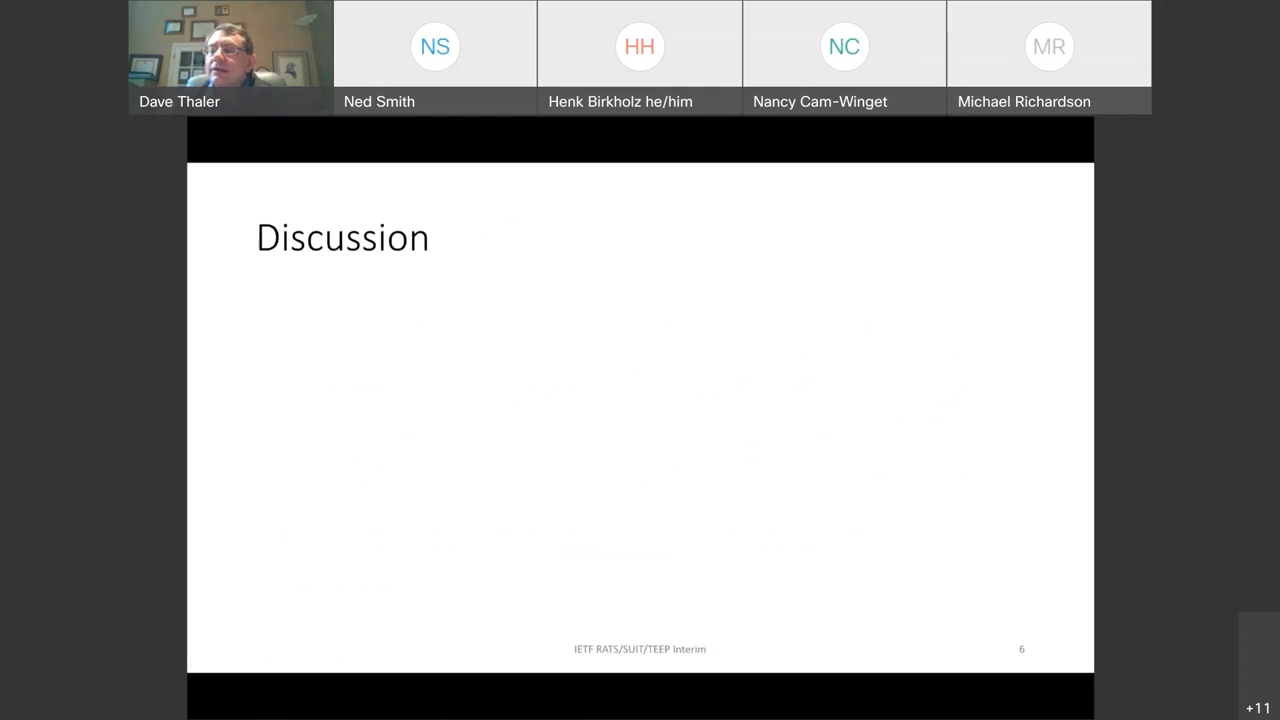 NS
HH
NC
MR
Dave Thaler
Ned Smith
Henk Birkholz he/him
Nancy Cam-Winget
Michael Richardson
Discussion
IETF RATS/SUIT/TEEP Interim
6
+11